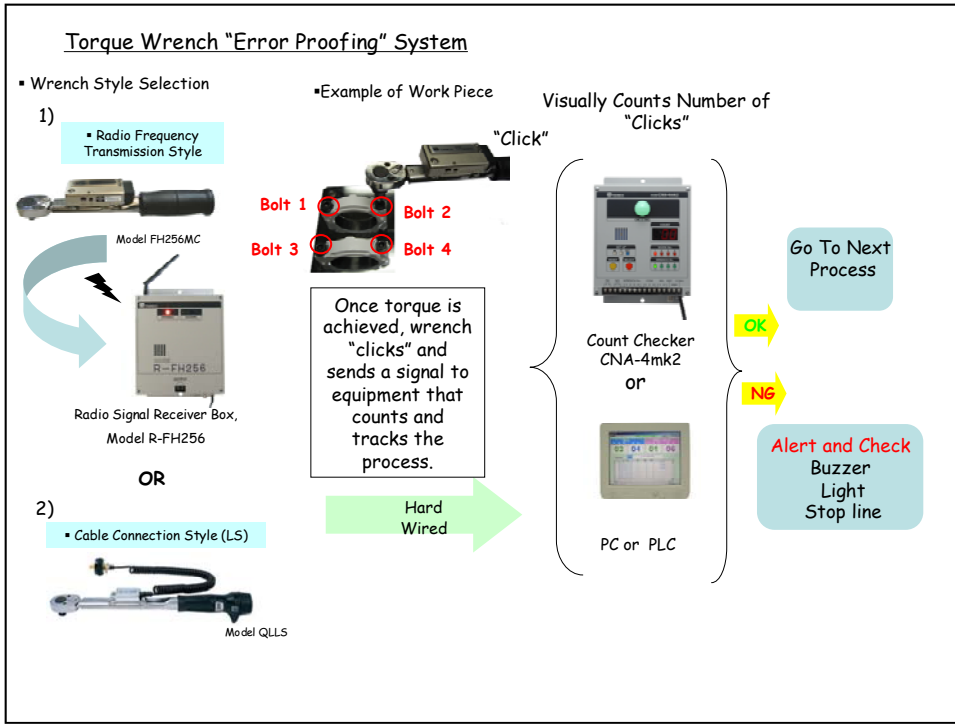 Torque Wrench “Error Proofing” System
▪ Wrench Style Selection
1)
▪ Radio Frequency
Transmission Style
Model FH256MC
R-FH256
Radio Signal Receiver Box,
Model R-FH256
OR
2)
▪ Cable Connection Style (LS)
Model QLLS
▪Example of Work Piece
“Click”
Bolt 1
Bolt 2
Bolt 3
Bolt 4
Once torque is
achieved, wrench
“clicks” and
sends a signal to
equipment that
counts and
tracks the
process.
Hard
Wired
Visually Counts Number of
“Clicks”
Count Checker
CNA-4mk2
or
PC or PLC
OK
NG
Go To Next
Process
Alert and Check
Buzzer
Light
Stop line